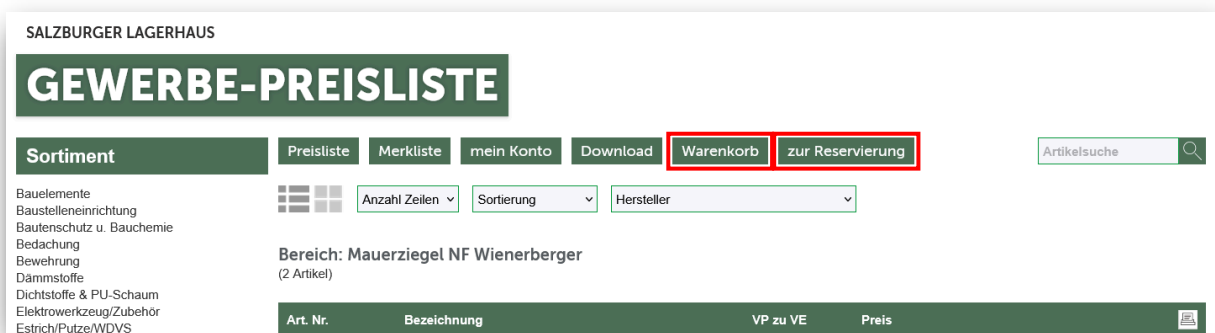 SALZBURGER LAGERHAUS
GEWERBE-PREISLISTE
Sortiment
Bauelemente
Baustelleneinrichtung
Bautenschutz u. Bauchemie
Bedachung
Bewehrung
Dämmstoffe
Dichtstoffe & PU-Schaum
Elektrowerkzeug/Zubehör
Estrich/Putze/WDVS
Preisliste Merkliste mein Konto Download Warenkorb zur Reservierung Artikelsuche
Anzahl Zeilen Sortierung Hersteller
Bereich: Mauerziegel NF Wienerberger
(2 Artikel)
Art. Nr. Bezeichnung VP zu VE Preis